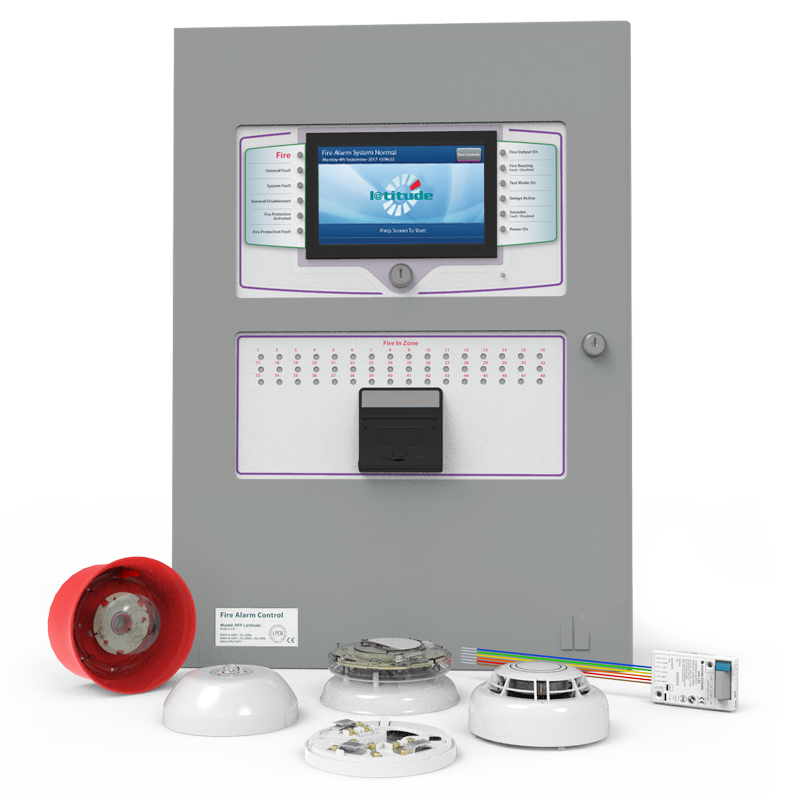 Fire Alarm System Normal
Monday 4th September 2017
l@titude
Press Screen To Start
Fire
General Fault
System Fault
General Disablement
Fire Protection
Activated
Fire Protection Fault
Fire Output On
Fire Routing
Fault / Disabled
Test Mode On
Delays Active
Sounder
Fault / Disabled
Power On
Fire In Zone
1 2 3 4 5 6 7 8 9 10 11 12 13 14 15 16
17 18 19 20 21 22 23 24 25 26 27 28 29 30 31 32
33 34 35 36 37 38 39 40 41 42 43 44 45 46 47 48
Fire Alarm Control
Model: HFP Latitude
LPCB
CE